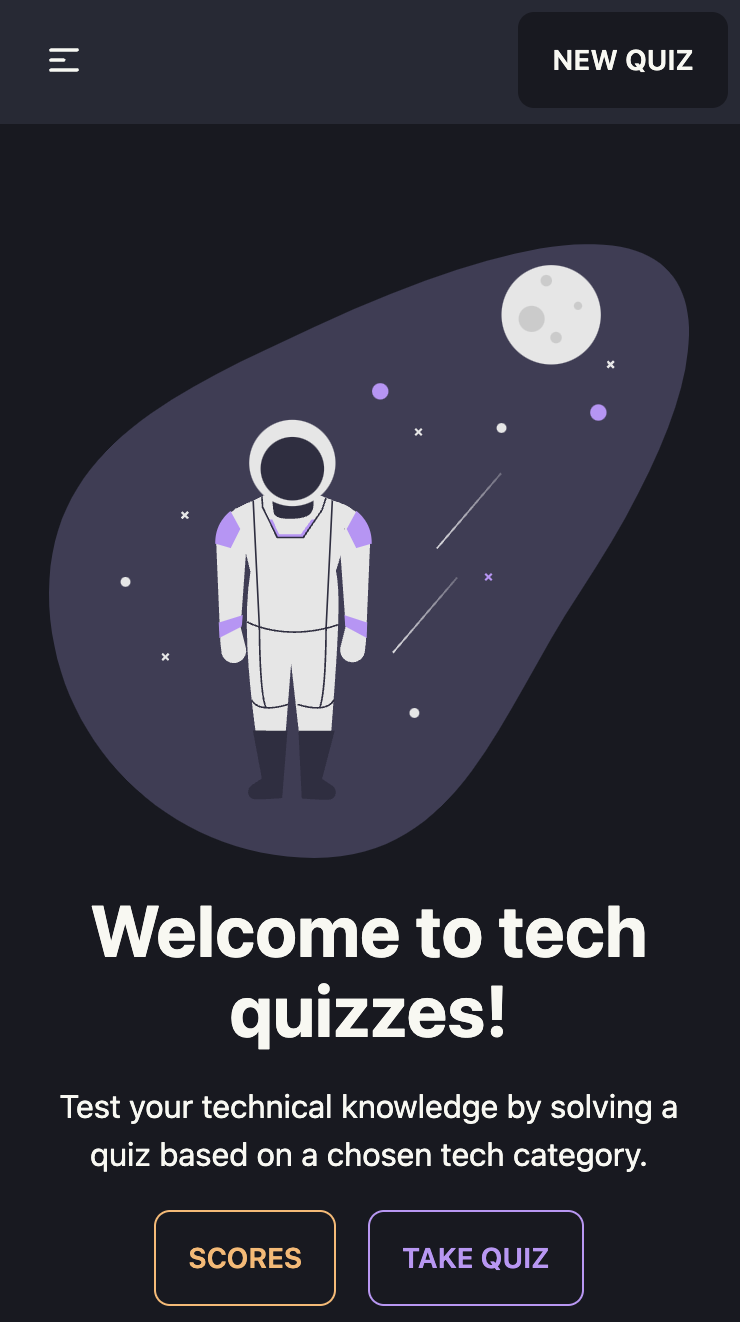 NEW QUIZ
Welcome to tech
quizzes!
Test your technical knowledge by solving a
quiz based on a chosen tech category.
SCORES
TAKE QUIZ